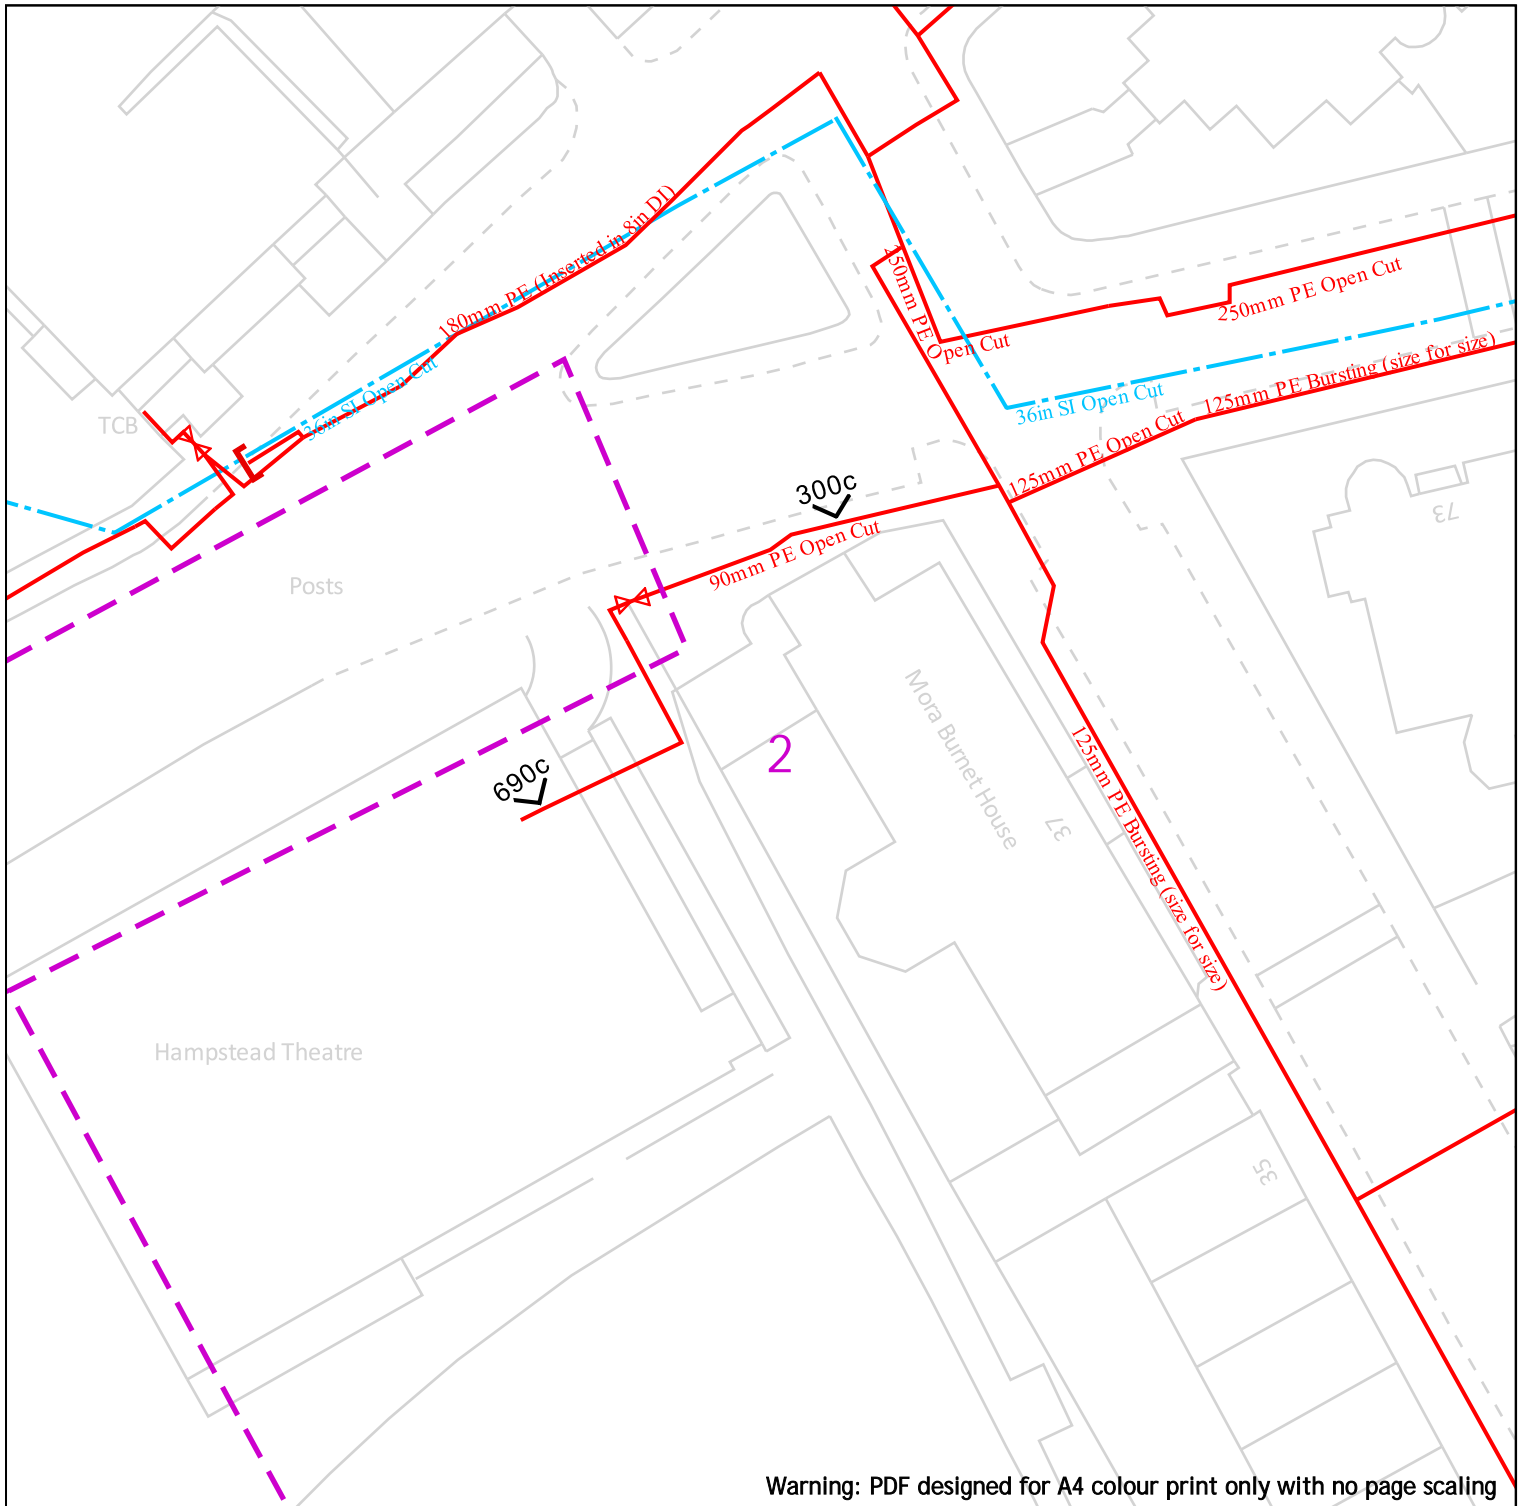 180mm PE (Inserted in 8in DI)
36in SI Open Cut
TCB
Posts
250mm PE Open Cut
250mm PE Open Cut
36in SI Open Cut
125mm PE Open Cut
125mm PE Bursting (size for size)
300c
90mm PE Open Cut
73
690c
2
Mora Burnet House
37
125mm PE Bursting (size for size)
Hampstead Theatre
35
Warning: PDF designed for A4 colour print only with no page scaling